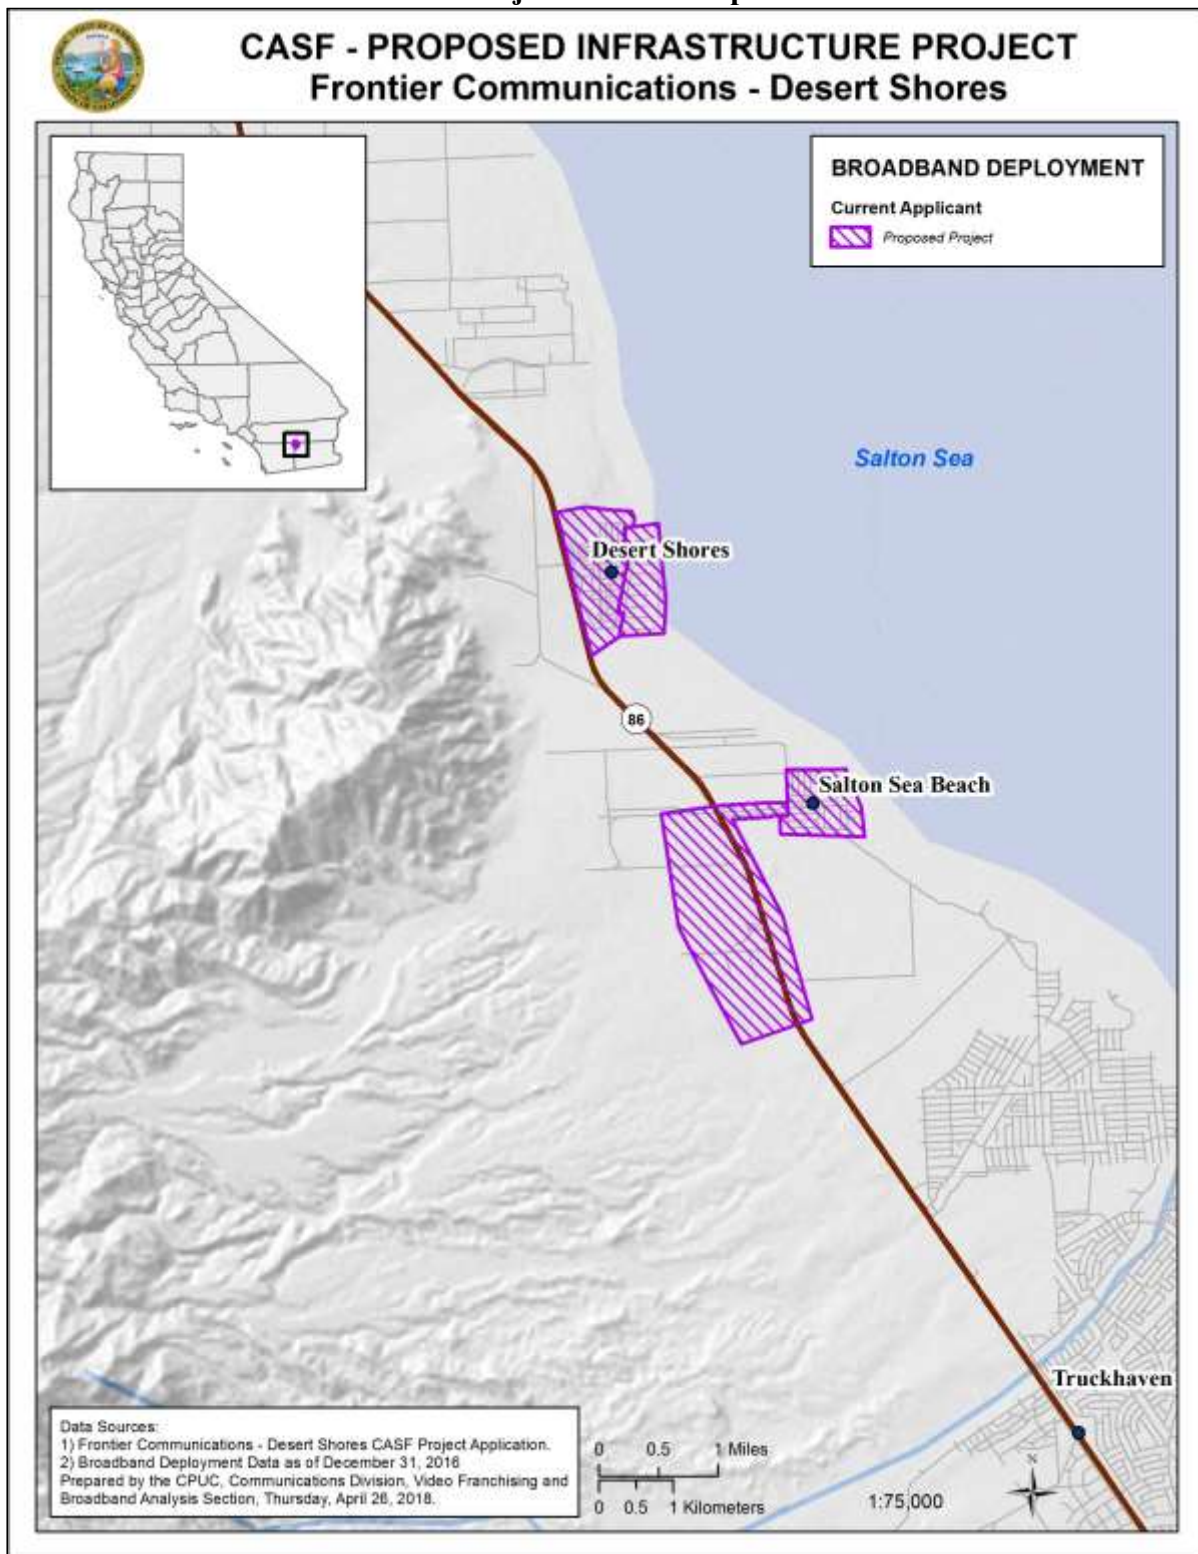 CASF - PROPOSED INFRASTRUCTURE PROJECT
Frontier Communications - Desert Shores
BROADBAND DEPLOYMENT
Current Applicant
Proposed Project
Salton Sea
Desert Shores
86
Salton Sea Beach
Truckhaven
Data Sources:
1) Frontier Communications - Desert Shores CASF Project Application.
2) Broadband Deployment Data as of December 31, 2016
Prepared by the CPUC, Communications Division, Video Franchising and
Broadband Analysis Section, Thursday, April 26, 2018.
0 0.5 1 Miles
0 0.5 1 Kilometers
1:75,000
N